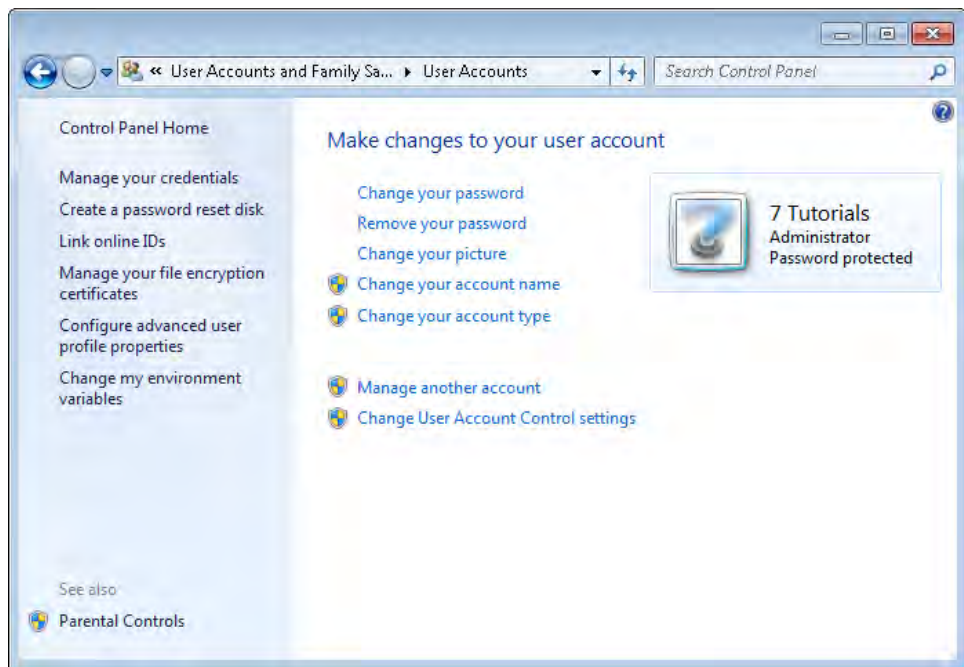 « User Accounts and Family Sa... ▸ User Accounts
Search Control Panel
Control Panel Home
Manage your credentials
Create a password reset disk
Link online IDs
Manage your file encryption
certificates
Configure advanced user
profile properties
Change my environment
variables
See also
Parental Controls
Make changes to your user account
Change your password
Remove your password
Change your picture
Change your account name
Change your account type
Manage another account
Change User Account Control settings
7 Tutorials
Administrator
Password protected